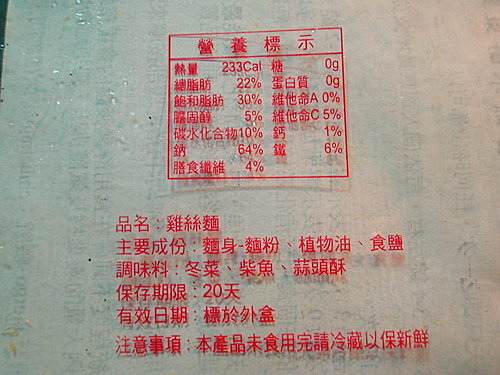 營養標示
熱量 233Cal 糖 0g
總脂肪 22% 蛋白質 0g
飽和脂肪 30% 維他命A 0%
膽固醇 5% 維他命C 5%
碳水化合物10% 鈣 1%
鈉 64% 鐵 6%
膳食纖維 4%
品名：雞絲麵
主要成份：麵身-麵粉、植物油、食鹽
調味料：冬菜、柴魚、蒜頭酥
保存期限：20天
有效日期：標於外盒
注意事項：本產品未食用完請冷藏以保新鮮